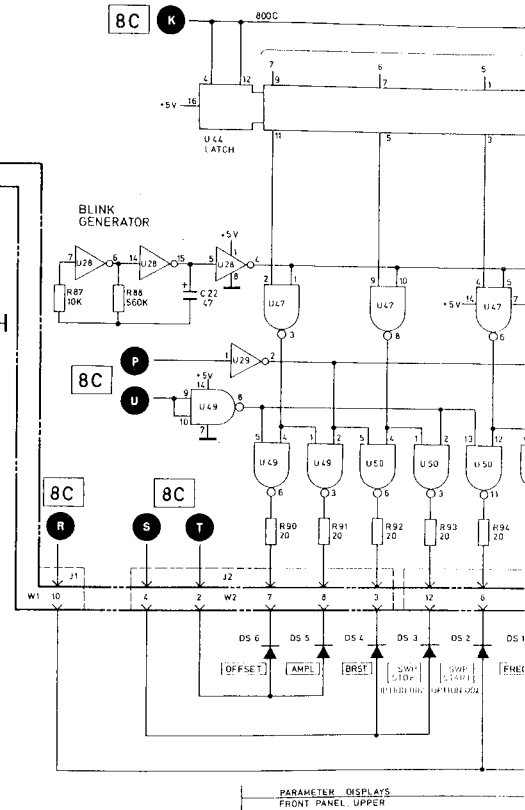 8C K 800C
7 6 5
4 12 9 7 1
+5V 16
11 5 3
U44
LATCH
BLINK
GENERATOR
+5V
7 U28 6 14 U28 15 5 U28 1 4
8
R87
10K
R88
560K
+ C22
47
2 1 9 10 4 5
U47 U47 +5V 14 U47 7
3 8 6
P 1 U29 2
8C
+5V
14
U 9 U49 8
10
7
5 4 1 2 5 4 1 2 13 12
U49 U49 U50 U50 U50
6 3 6 3 11
8C 8C
R S T
R90
20
R91
20
R92
20
R93
20
R94
20
J1 J2
W1 10 4 2 W2 7 8 3 12 6
DS 6 DS 5 DS 4 DS 3 DS 2 DS 1
OFFSET AMPL BRST SWP STOP SWP START FREQ
PARAMETER DISPLAYS
FRONT PANEL, UPPER